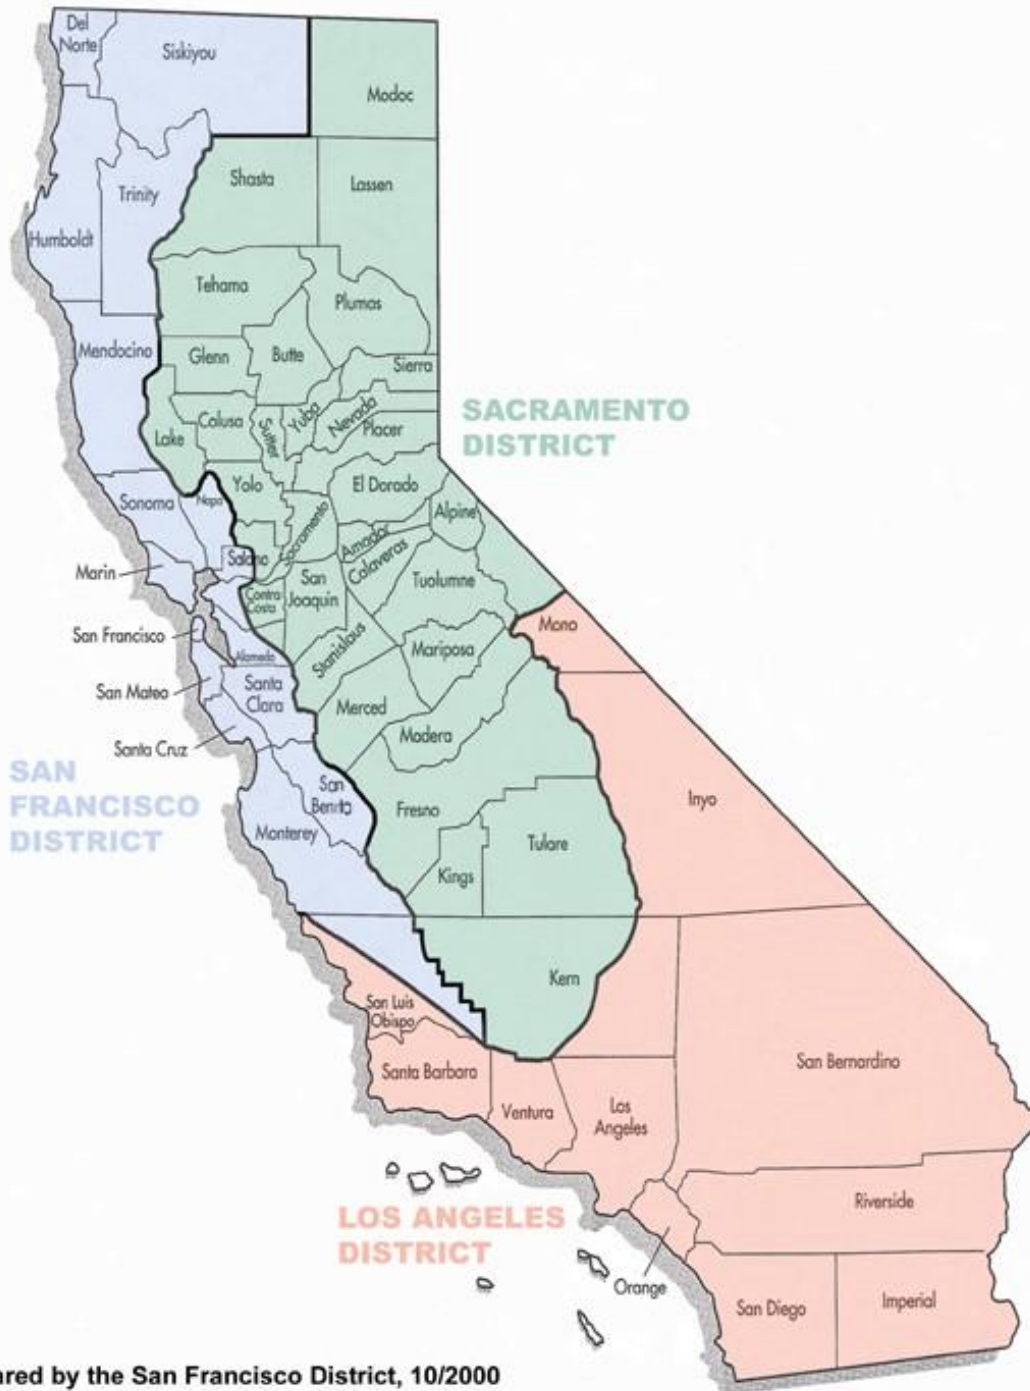 Del
Norte
Siskiyou
Modoc
Shasta
Lassen
Trinity
Humboldt
Tehama
Plumas
Mendocino
Glenn
Butte
Sierra
Lake
Colusa
Sutter
Yuba
Nevada
Placer
SACRAMENTO
DISTRICT
Sonoma
Napa
Yolo
El Dorado
Sacramento
Alpine
Amador
Calaveras
Marin
Solano
Contra
Costa
San
Joaquin
Tuolumne
San Francisco
Alameda
Stanislaus
Mariposa
Mono
San Mateo
Santa
Clara
Merced
Madera
Santa Cruz
SAN
FRANCISCO
DISTRICT
San
Benito
Monterey
Fresno
Kings
Tulare
Inyo
Kern
San Luis
Obispo
Santa Barbara
Ventura
Los
Angeles
San Bernardino
LOS ANGELES
DISTRICT
Riverside
Orange
San Diego
Imperial
ared by the San Francisco District, 10/2000